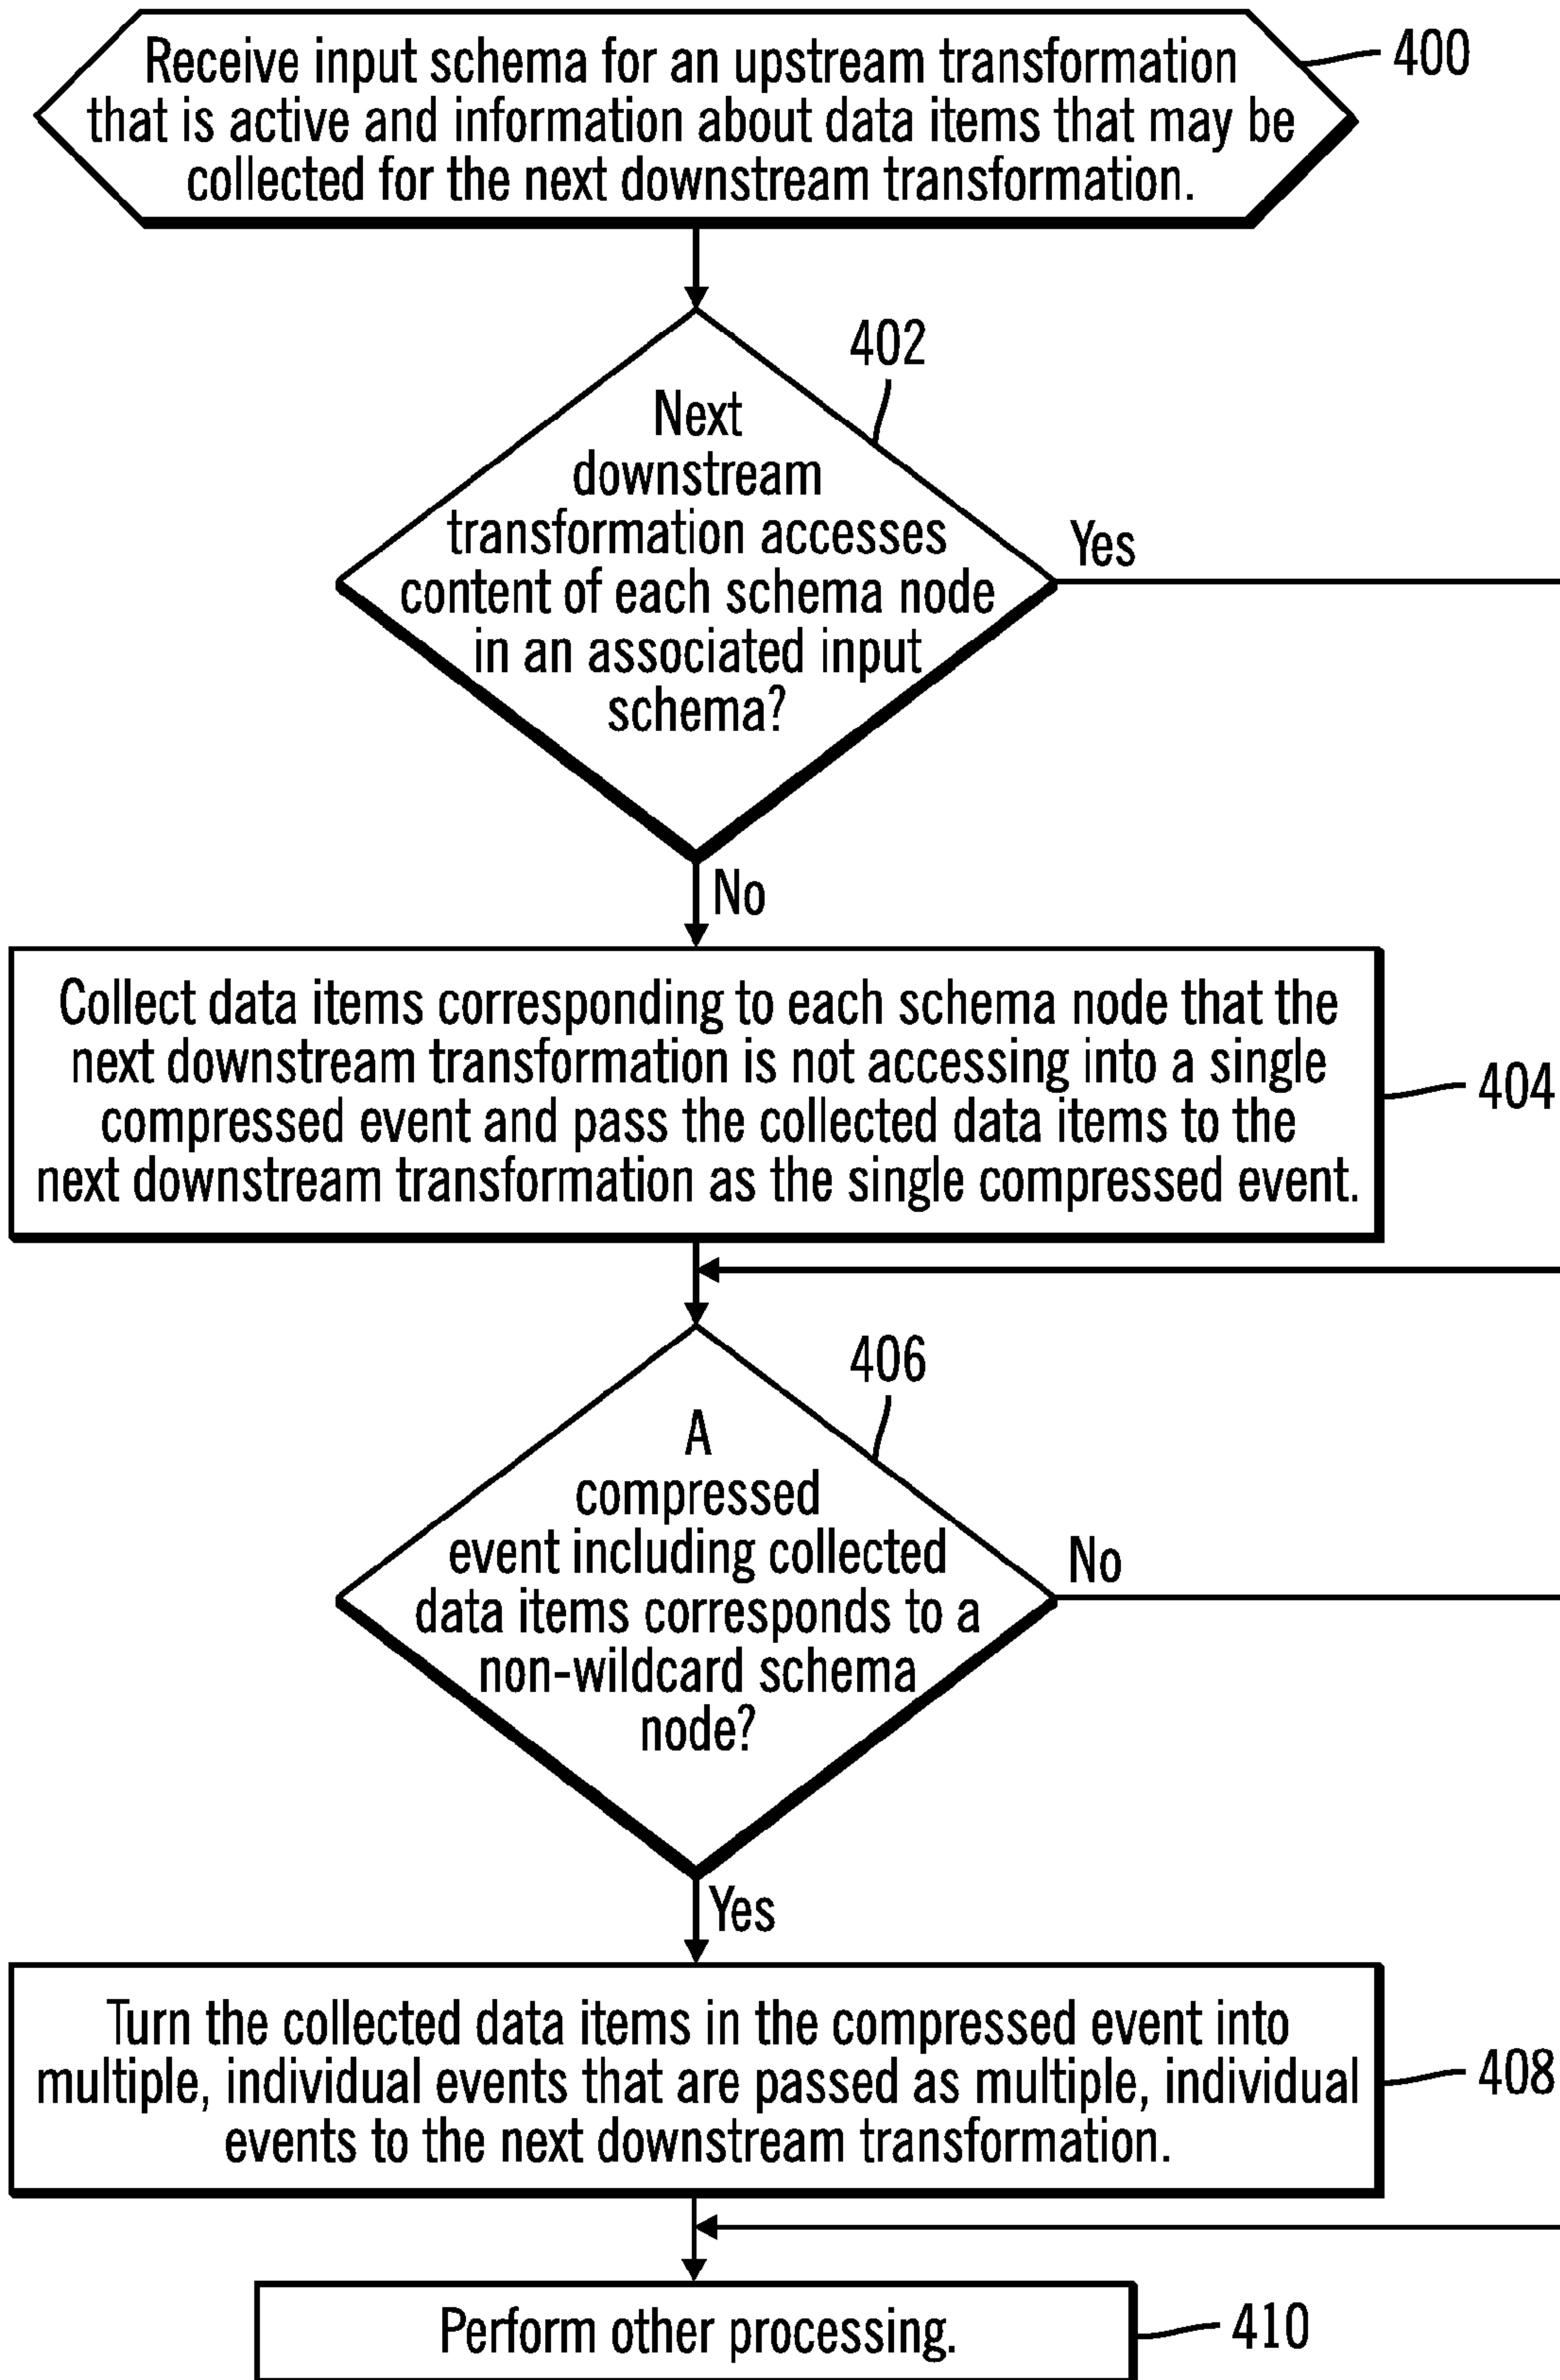 Receive input schema for an upstream transformation
that is active and information about data items that may be
collected for the next downstream transformation.
400
402
Next
downstream
transformation accesses
content of each schema node
in an associated input
schema?
Yes
No
Collect data items corresponding to each schema node that the
next downstream transformation is not accessing into a single
compressed event and pass the collected data items to the
next downstream transformation as the single compressed event.
404
406
A
compressed
event including collected
data items corresponds to a
non-wildcard schema
node?
No
Yes
Turn the collected data items in the compressed event into
multiple, individual events that are passed as multiple, individual
events to the next downstream transformation.
408
Perform other processing.
410